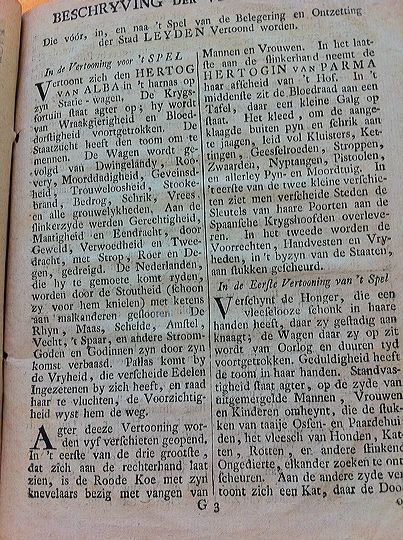 BESCHRYVING DER
Die vóór, in, en naa 't Spel van de Belegering en Ontzetting
der Stad LEYDEN Vertoond worden.
In de Vertooning voor 't SPEL
Vertoont zich den HERTOG
VAN ALBA in 't harnas op
zyn Statie-wagen. De Krygs-
fortuin staat agter op; hy wordt
van Wraakgierigheid en Bloed-
dorstigheid voortgetrokken. De
Staatzucht heeft den toom om te
mennen. De Wagen wordt ge-
volgd van Dwingelandy, Roo-
very, Morddadigheid, Geveinsd-
heid, Trouweloosheid, Stooke-
brand, Bedrog, Schrik, Vrees
en alle grouwelykheden. Aan de
slinkerzyde werden Gerechtigheid,
Maatigheid en Eendracht, door
Geweld, Verwoedheid en Twee-
dracht, met Strop, Roer en De-
gen, gedreigd. De Nederlanden,
die hy te gemoete komt ryden,
worden door de Stoutheid (schoon
zy voor hem knielen) met ketens
aan malkanderen geslooten. De
Rhyn, Maas, Schelde, Amstel,
Vecht, 't Spaar, en andere Stroom-
Goden en Godinnen zyn door zyn
komst verbaasd. Pallas komt by
de Vryheid, die verscheide Edelen
Ingezetenen by zich heeft, en raad
haar te vluchten, de Voorzichtig-
heid wyst hem de weg.
Agter deeze Vertooning wor-
den vyf verschieten geopend.
In 't eerste van de drie grootste,
dat zich aan de rechterhand laat
zien, is de Roode Koe met zyn
knevelaars bezig met vangen van
Mannen en Vrouwen. In het laat-
ste aan de slinkerhand neemt de
HERTOGIN VAN PARMA
haar afscheid van 't Hof. In 't
middenste zit de Bloedraad aan een
Tafel, daar een kleine Galg op
staat. Het kleed, om de aange-
klaagde buiten pyn en schrik aan
te jaagen, leid vol Kluisters, Ket-
tingen, Geesselroeden, Stroppen,
Zwaarden, Nyptangen, Pistoolen,
en allerley Pyn- en Moordtuig. In
't eerste van de twee kleine verschie-
ten ziet men verscheide Steden de
Sleutels van haare Poorten aan de
Spaansche Krygshoofden overleve-
ren. In het tweede worden de
Voorrechten, Handvesten en Vry-
heden, in 't byzyn van de Staaten,
aan stukken gescheurd.
In de Eerste Vertooning van 't Spel
Verschynt de Honger, die een
vleeselooze schonk in haare
handen heeft, daar zy gestadig aan
knaagt; de Wagen daar zy op zit
wordt van Oorlog en duuren tyd
voortgetrokken. Geduldigheid heeft
de toom in haar handen. Standvas-
tigheid staat agter, op de zyde van
uitgemergelde Mannen, Vrouwen
en Kinderen omheynt, die de stuk-
ken van taaije Ossen- en Paardehui-
den, het vleesch van Honden, Kat-
ten, Rotten, en andere stinkende
Ongedierte, elkander zoeken te ont-
scheuren. Aan de andere zyde ver-
toont zich een Kat, daar de Doo-
G 3